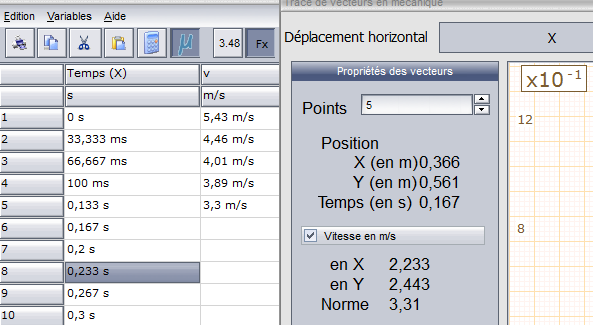 Edition Variables Aide
3.48 Fx
Temps (X) v
s m/s
1 0 s 5,43 m/s
2 33,333 ms 4,46 m/s
3 66,667 ms 4,01 m/s
4 100 ms 3,89 m/s
5 0,133 s 3,3 m/s
6 0,167 s
7 0,2 s
8 0,233 s
9 0,267 s
10 0,3 s
Tracé de vecteurs en mécanique
Déplacement horizontal X
Propriétés des vecteurs
Points 5
Position
X (en m) 0,366
Y (en m) 0,561
Temps (en s) 0,167
Vitesse en m/s
en X 2,233
en Y 2,443
Norme 3,31
x10 -1
12
8